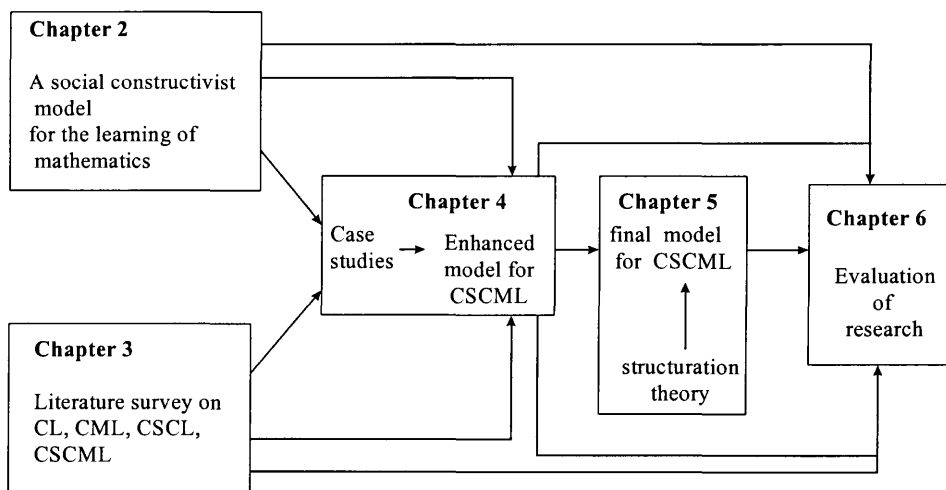 Chapter 2
A social constructivist
model
for the learning of
mathematics
Chapter 3
Literature survey on
CL, CML, CSCL,
CSCML
Chapter 4
Case
studies
Enhanced
model for
CSCML
Chapter 5
final model
for CSCML
structuration
theory
Chapter 6
Evaluation
of
research